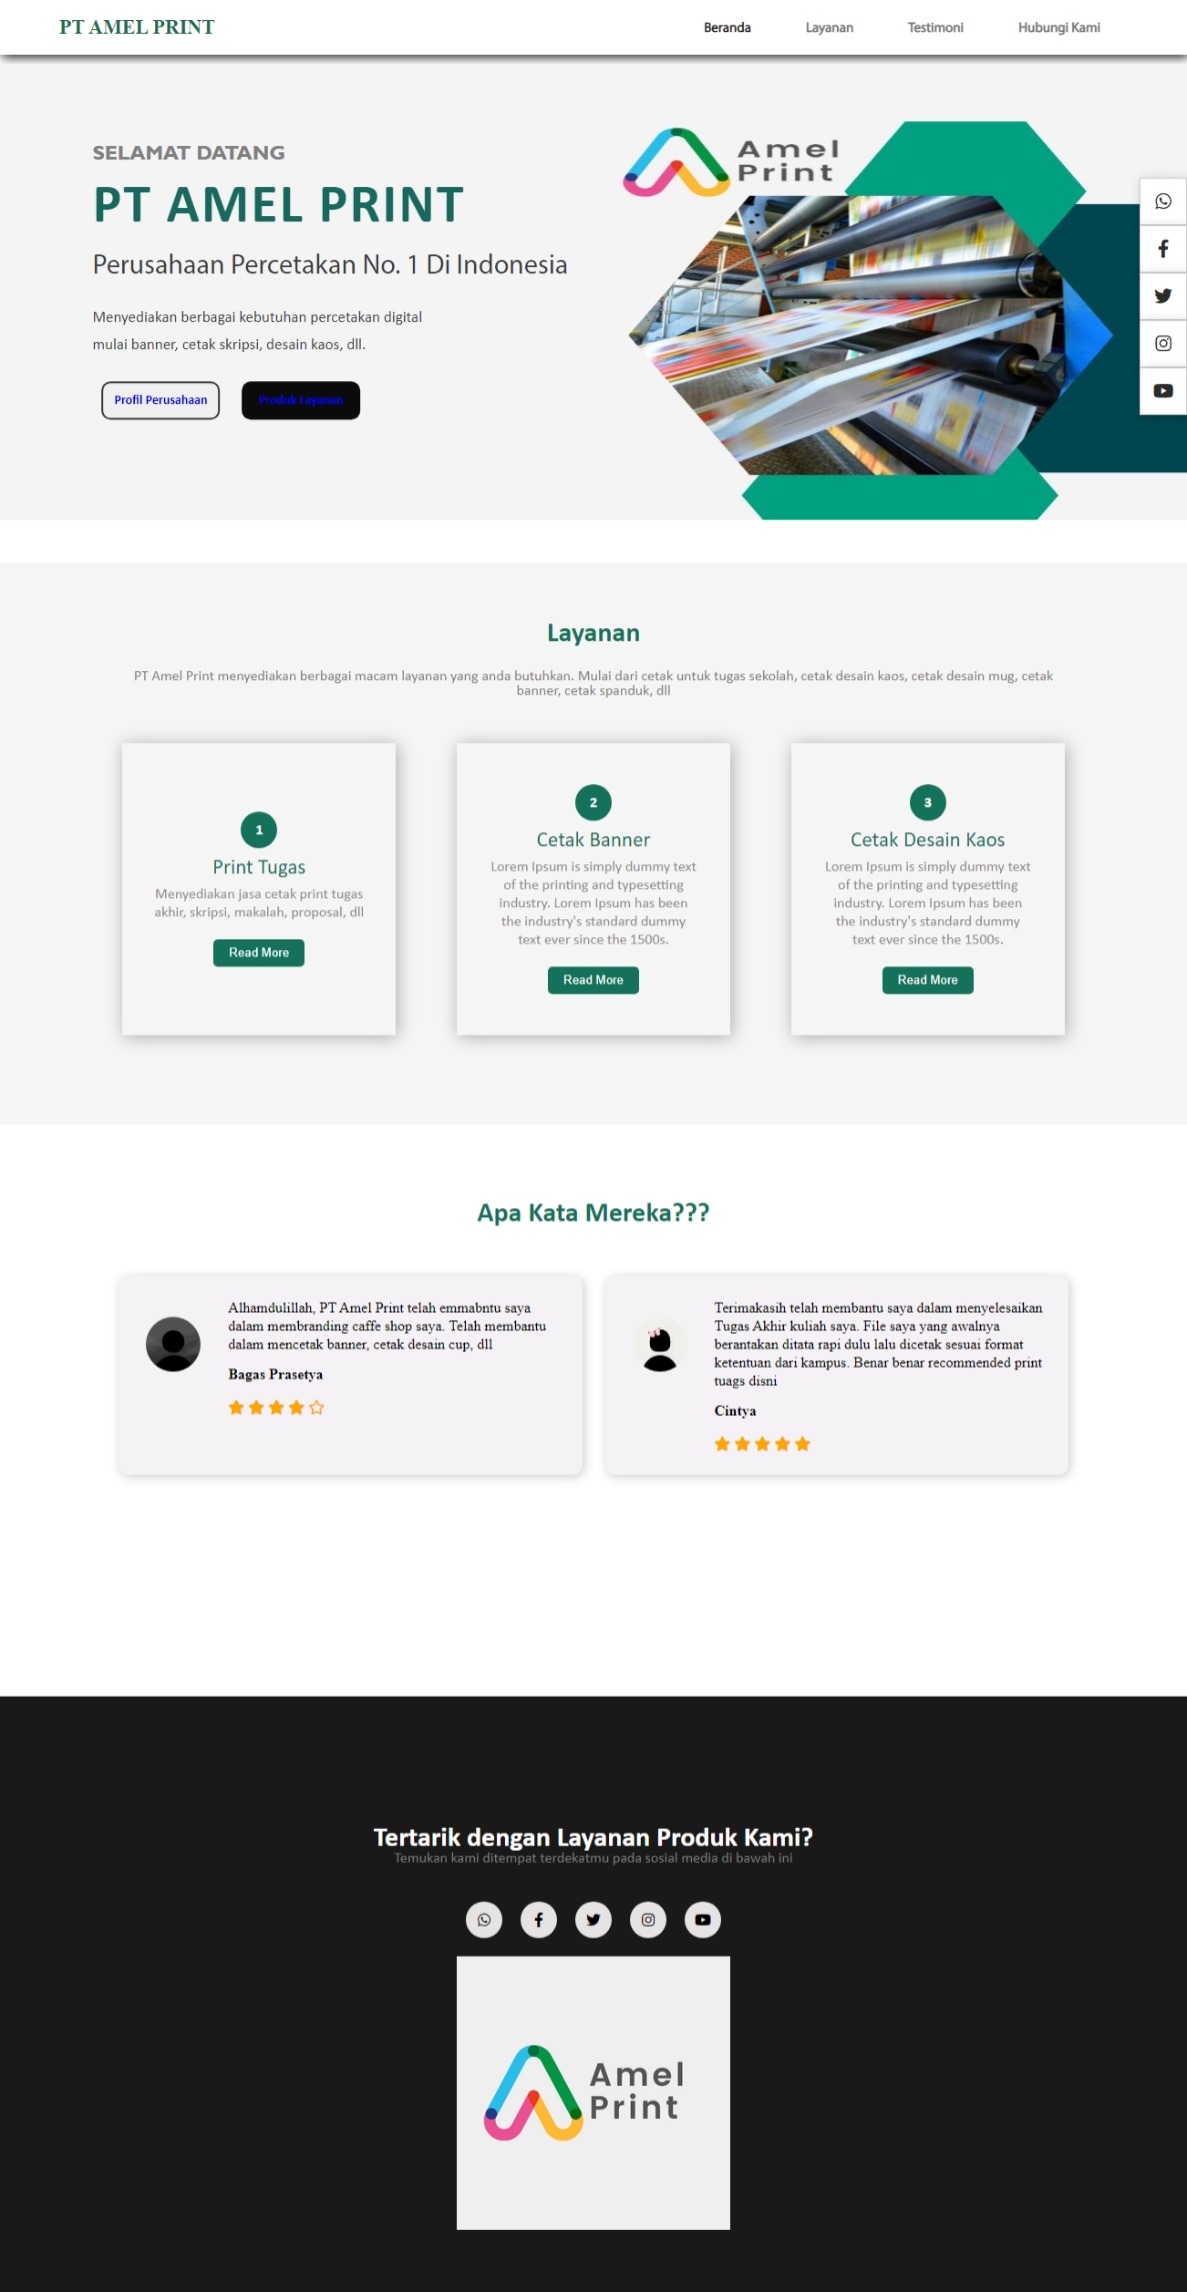 PT AMEL PRINT
Beranda
Layanan
Testimoni
Hubungi Kami
SELAMAT DATANG
PT AMEL PRINT
Perusahaan Percetakan No. 1 Di Indonesia
Menyediakan berbagai kebutuhan percetakan digital
mulai banner, cetak skripsi, desain kaos, dll.
Profil Perusahaan
Produk Layanan
Amel
Print
Layanan
PT Amel Print menyediakan berbagai macam layanan yang anda butuhkan. Mulai dari cetak untuk tugas sekolah, cetak desain kaos, cetak desain mug, cetak
banner, cetak spanduk, dll
1
Print Tugas
Menyediakan jasa cetak print tugas
akhir, skripsi, makalah, proposal, dll
Read More
2
Cetak Banner
Lorem Ipsum is simply dummy text
of the printing and typesetting
industry. Lorem Ipsum has been
the industry's standard dummy
text ever since the 1500s.
Read More
3
Cetak Desain Kaos
Lorem Ipsum is simply dummy text
of the printing and typesetting
industry. Lorem Ipsum has been
the industry's standard dummy
text ever since the 1500s.
Read More
Apa Kata Mereka???
Alhamdulillah, PT Amel Print telah emmabntu saya
dalam membranding caffe shop saya. Telah membantu
dalam mencetak banner, cetak desain cup, dll
Bagas Prasetya
Terimakasih telah membantu saya dalam menyelesaikan
Tugas Akhir kuliah saya. File saya yang awalnya
berantakan ditata rapi dulu lalu dicetak sesuai format
ketentuan dari kampus. Benar benar recommended print
tuags disni
Cintya
Tertarik dengan Layanan Produk Kami?
Temukan kami ditempat terdekatmu pada sosial media di bawah ini
Amel
Print